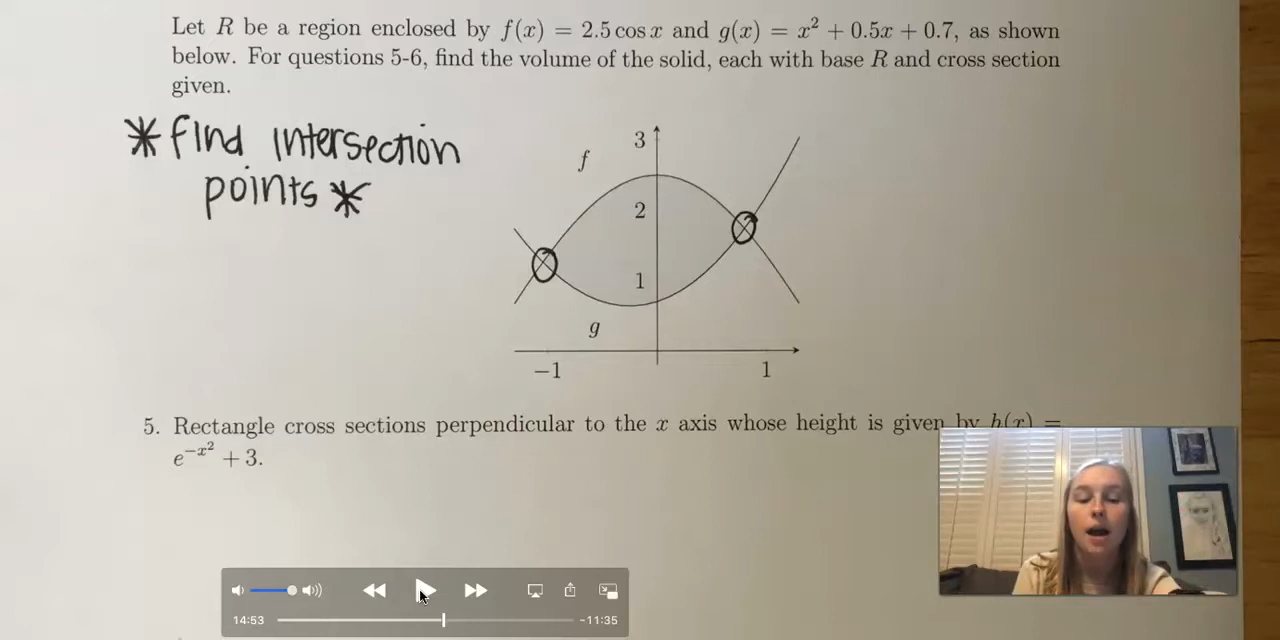 Let R be a region enclosed by f(x) = 2.5 cos x and g(x) = x² + 0.5x + 0.7, as shown
below. For questions 5-6, find the volume of the solid, each with base R and cross section
given.
*find intersection
points*
3
f
2
1
g
−1
1
5. Rectangle cross sections perpendicular to the x axis whose height is given by h(x) =
e^{-x²} + 3.
14:53
-11:35